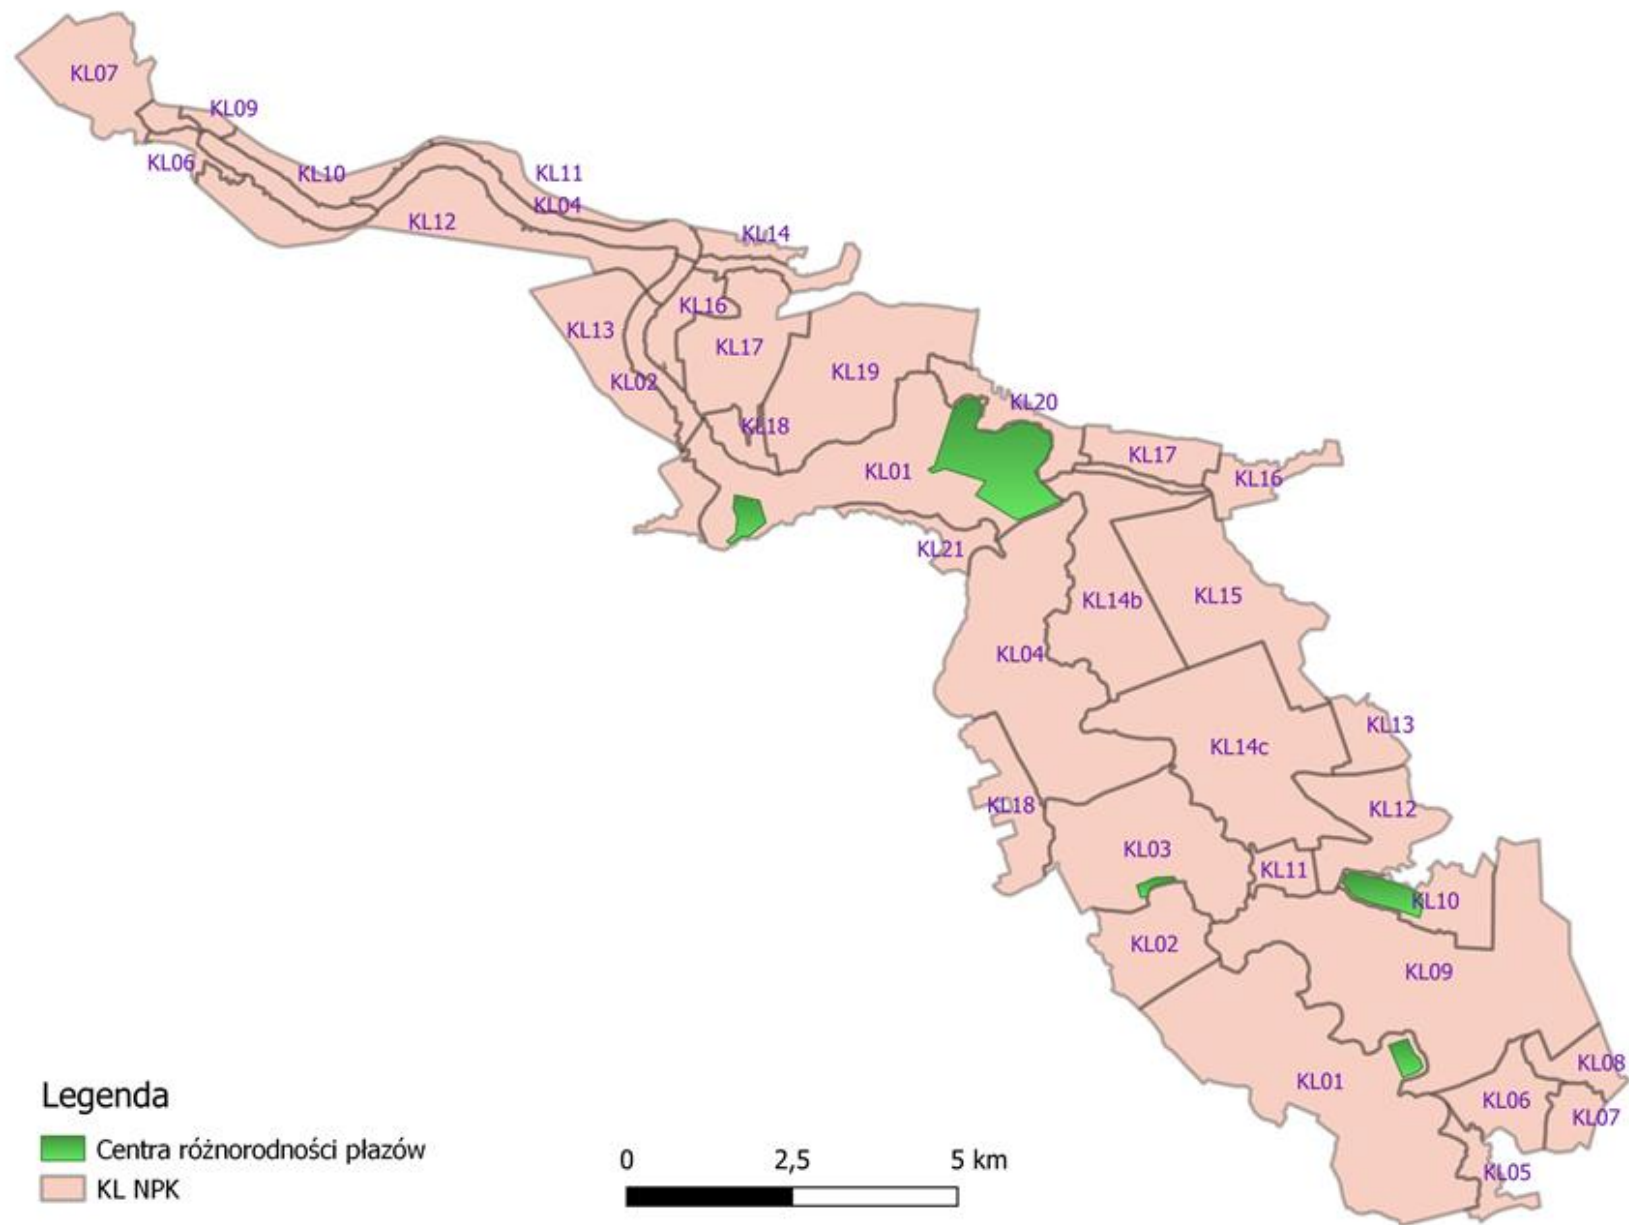 KL07
KL09
KL06
KL10
KL11
KL04
KL12
KL14
KL16
KL13
KL17
KL19
KL02
KL20
KL18
KL17
KL01
KL16
KL21
KL14b
KL15
KL04
KL13
KL14c
KL18
KL12
KL03
KL11
KL10
KL02
KL09
KL08
KL01
KL06
KL07
KL05
Legenda
Centra różnorodności płazów
KL NPK
0 2,5 5 km